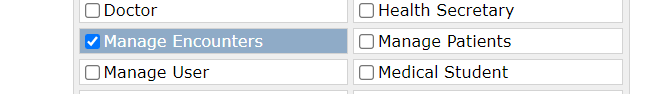 Doctor
Health Secretary
Manage Encounters
Manage Patients
Manage User
Medical Student